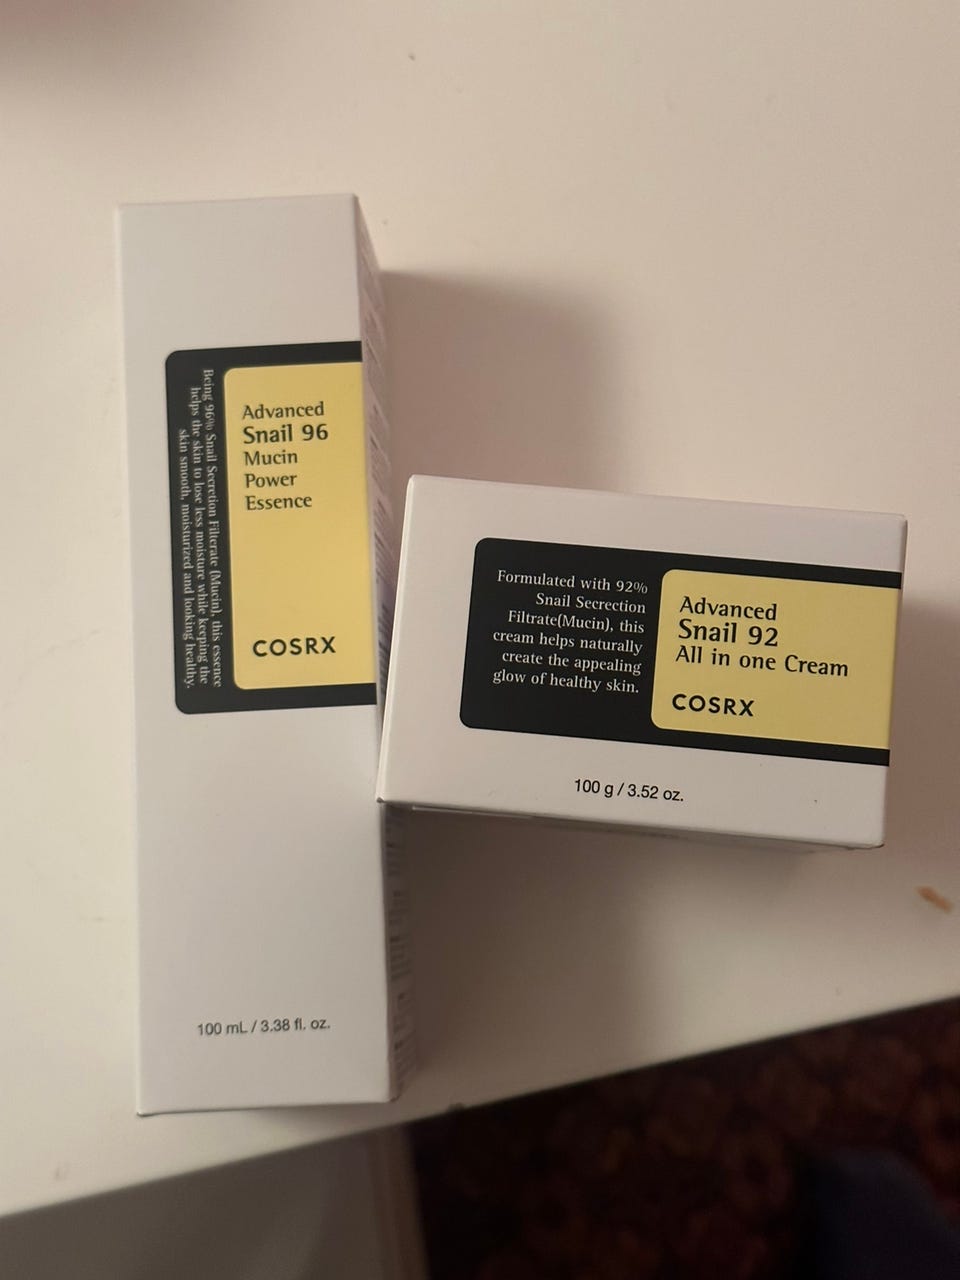 Being 96% Snail Secretion Filterate (Mucin), this essence
helps the skin to lose less moisture while keeping the
skin smooth, moisturized and looking healthy.
Advanced
Snail 96
Mucin
Power
Essence
COSRX
100 mL / 3.38 fl. oz.
Formulated with 92%
Snail Secrection
Filtrate(Mucin), this
cream helps naturally
create the appealing
glow of healthy skin.
Advanced
Snail 92
All in one Cream
COSRX
100 g / 3.52 oz.